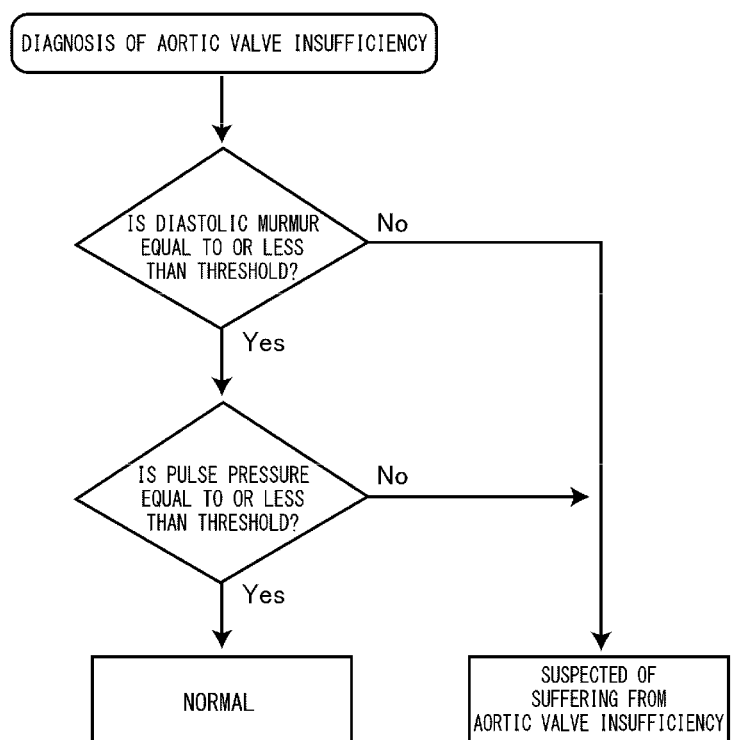 DIAGNOSIS OF AORTIC VALVE INSUFFICIENCY
IS DIASTOLIC MURMUR
EQUAL TO OR LESS
THAN THRESHOLD?
No
Yes
IS PULSE PRESSURE
EQUAL TO OR LESS
THAN THRESHOLD?
No
Yes
NORMAL
SUSPECTED OF
SUFFERING FROM
AORTIC VALVE INSUFFICIENCY